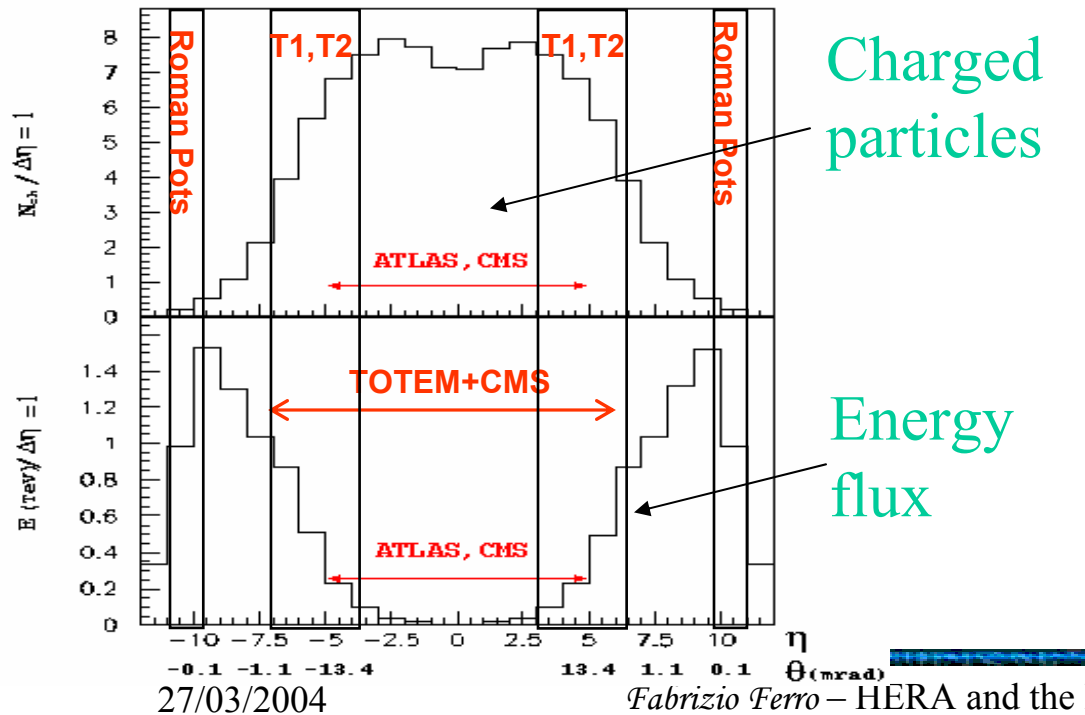 Roman Pots
T1,T2
T1,T2
Roman Pots
Charged
particles
N_ch / Δη = 1
8
7
6
5
4
3
2
1
0
ATLAS, CMS
TOTEM+CMS
Energy
flux
E (TeV)/ Δη =1
1.4
1.2
1
0.8
0.6
0.4
0.2
0
ATLAS, CMS
-10 -7.5 -5 -2.5 0 2.5 5 7.5 10 η
-0.1 -1.1 -13.4 13.4 1.1 0.1 θ(mrad)
27/03/2004 Fabrizio Ferro – HERA and the